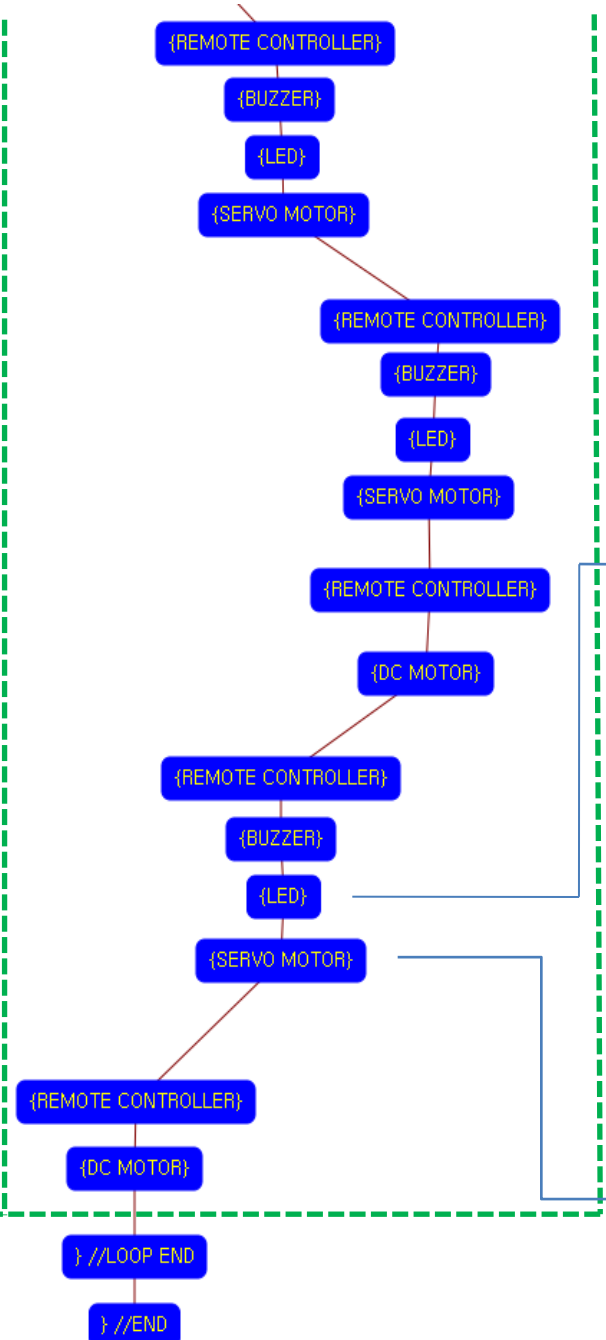 {REMOTE CONTROLLER}
{BUZZER}
{LED}
{SERVO MOTOR}
{REMOTE CONTROLLER}
{BUZZER}
{LED}
{SERVO MOTOR}
{REMOTE CONTROLLER}
{DC MOTOR}
{REMOTE CONTROLLER}
{BUZZER}
{LED}
{SERVO MOTOR}
{REMOTE CONTROLLER}
{DC MOTOR}
} //LOOP END
} //END